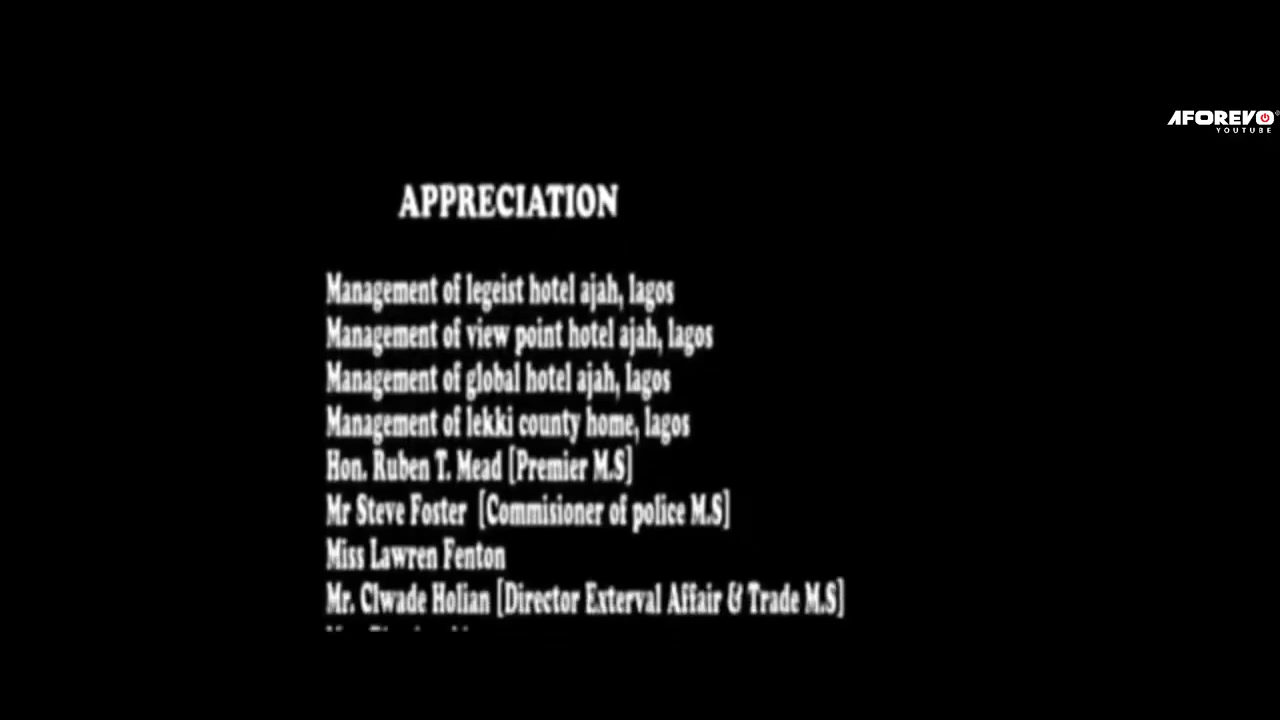 AFOREVO
YOUTUBE
APPRECIATION
Management of legeist hotel ajah, lagos
Management of view point hotel ajah, lagos
Management of global hotel ajah, lagos
Management of lekki county home, lagos
Hon. Ruben T. Mead [Premier M.S]
Mr Steve Foster [Commisioner of police M.S]
Miss Lawren Fenton
Mr. Clwade Holian [Director Exterval Affair & Trade M.S]